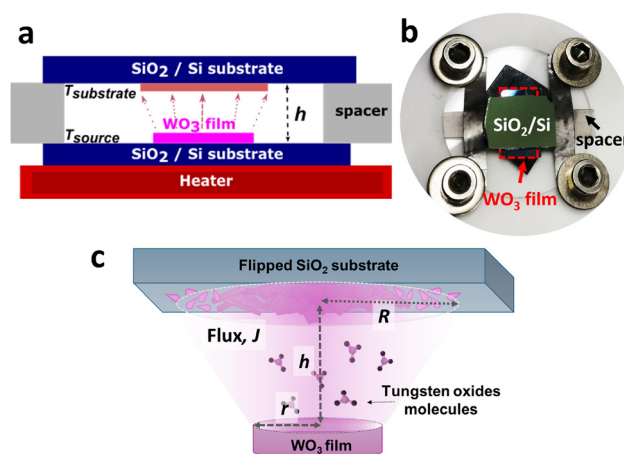 a
SiO2 / Si substrate
Tsubstrate
WO3 film
h
spacer
Tsource
SiO2 / Si substrate
Heater
b
SiO2/Si
spacer
WO3 film
c
Flipped SiO2 substrate
R
Flux, J
h
r
Tungsten oxides
molecules
WO3 film